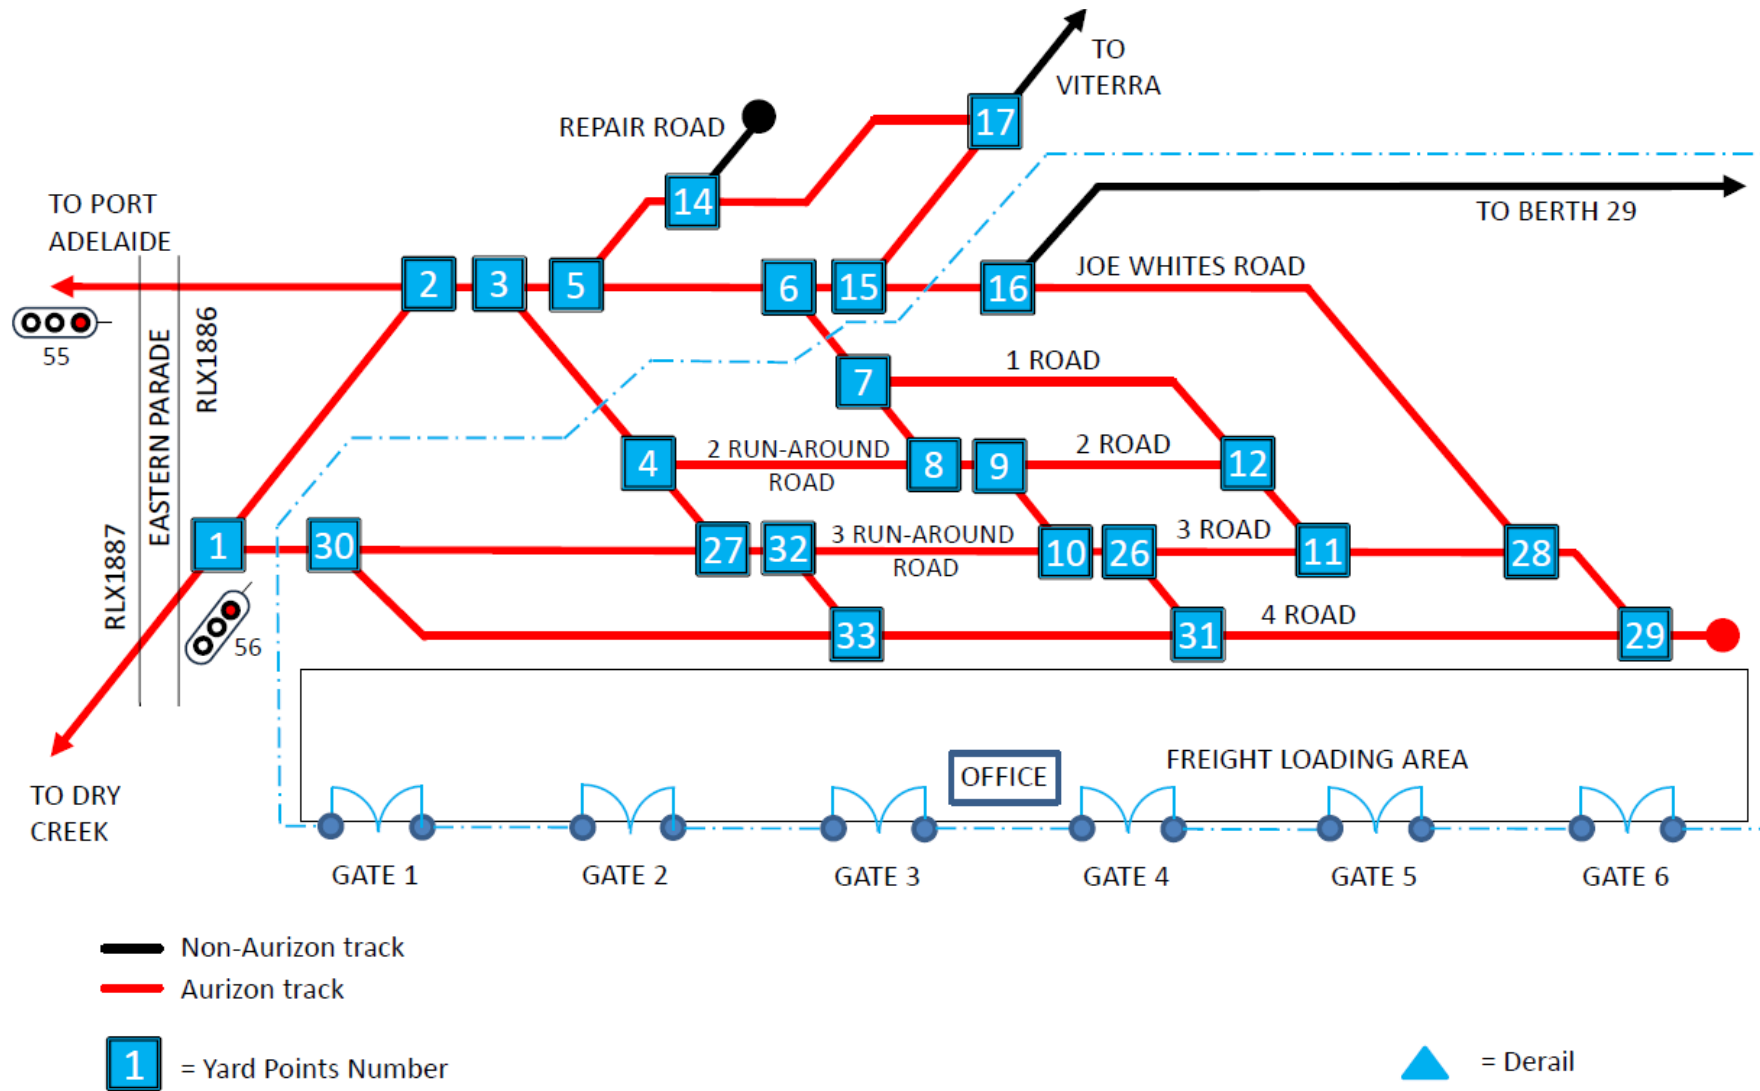 TO
VITERRA
REPAIR ROAD
17
14
TO PORT
ADELAIDE
TO BERTH 29
2
3
5
6
15
16
JOE WHITES ROAD
55
EASTERN PARADE
RLX1886
RLX1887
7
1 ROAD
4
2 RUN-AROUND
ROAD
8
9
2 ROAD
12
1
30
27
32
3 RUN-AROUND
ROAD
10
26
3 ROAD
11
28
56
33
31
4 ROAD
29
TO DRY
CREEK
OFFICE
FREIGHT LOADING AREA
GATE 1
GATE 2
GATE 3
GATE 4
GATE 5
GATE 6
Non-Aurizon track
Aurizon track
1 = Yard Points Number
= Derail